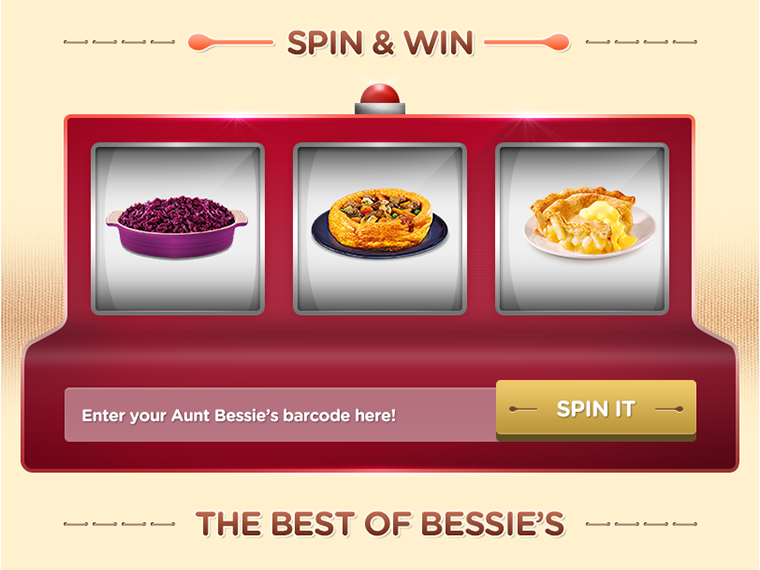 SPIN & WIN
Enter your Aunt Bessie's barcode here!
SPIN IT
THE BEST OF BESSIE'S